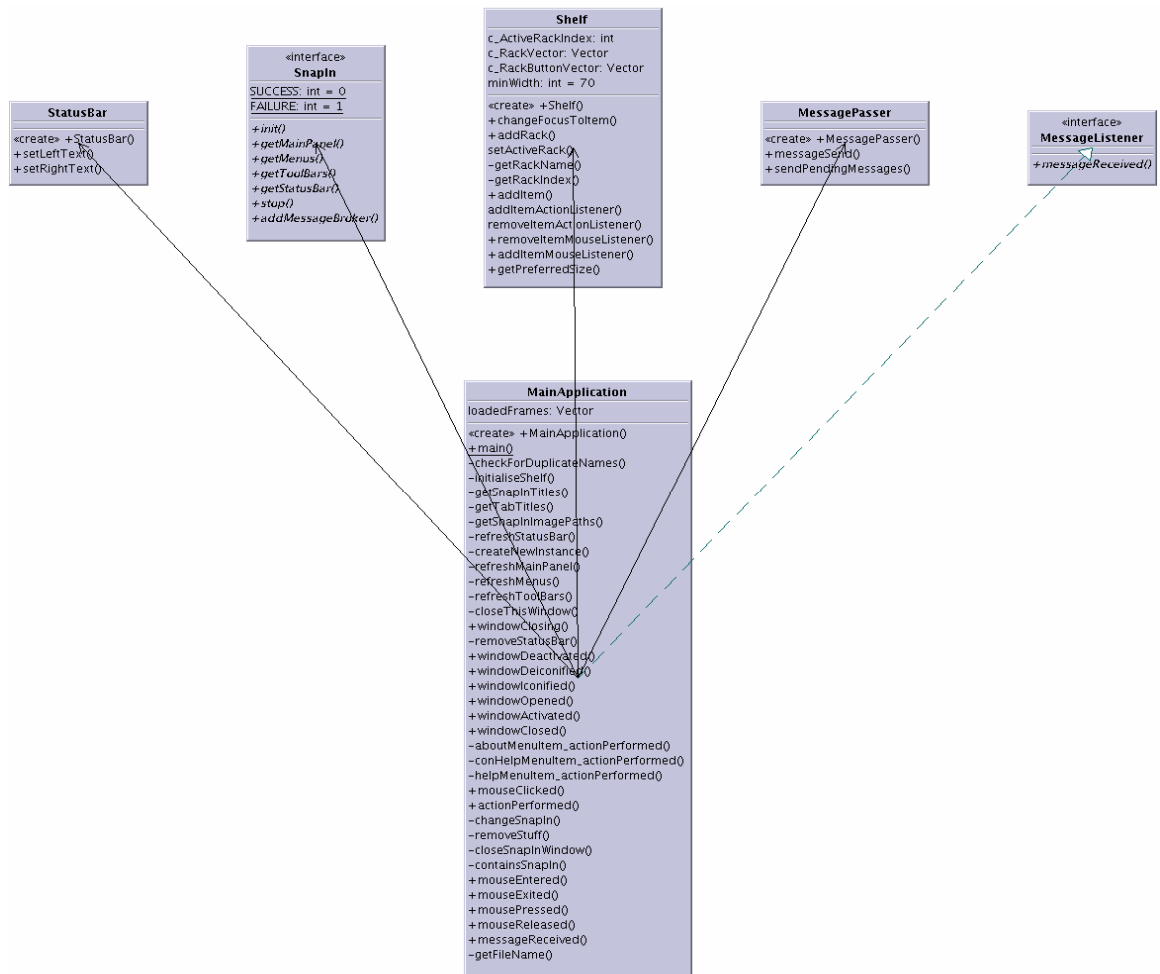 StatusBar
«create» +StatusBar()
+setLeftText()
+setRightText()
«interface»
SnapIn
SUCCESS: int = 0
FAILURE: int = 1
+init()
+getMainPanel()
+getMenus()
+getToolBars()
+getStatusBar()
+stop()
+addMessageBroker()
Shelf
c_ActiveRackIndex: int
c_RackVector: Vector
c_RackButtonVector: Vector
minWidth: int = 70
«create» +Shelf()
+changeFocusToItem()
+addRack()
setActiveRack()
-getRackName()
-getRackIndex()
+addItem()
addItemActionListener()
removeItemActionListener()
+removeItemMouseListener()
+addItemMouseListener()
+getPreferredSize()
MessagePasser
«create» +MessagePasser()
+messageSend()
+sendPendingMessages()
«interface»
MessageListener
+messageReceived()
MainApplication
loadedFrames: Vector
«create» +MainApplication()
+main()
-checkForDuplicateNames()
-initialiseShelf()
-getSnapInTitles()
-getTabTitles()
-getSnapInImagePaths()
-refreshStatusBar()
-createNewInstance()
-refreshMainPanel()
-refreshMenus()
-refreshToolBars()
-closeThisWindow()
+windowClosing()
-removeStatusBar()
+windowDeactivated()
+windowDeiconified()
+windowIconified()
+windowOpened()
+windowActivated()
+windowClosed()
-aboutMenuItem_actionPerformed()
-conHelpMenuItem_actionPerformed()
-helpMenuItem_actionPerformed()
+mouseClicked()
+actionPerformed()
-changeSnapIn()
-removeStuff()
-closeSnapInWindow()
-containsSnapIn()
+mouseEntered()
+mouseExited()
+mousePressed()
+mouseReleased()
+messageReceived()
-getFileName()